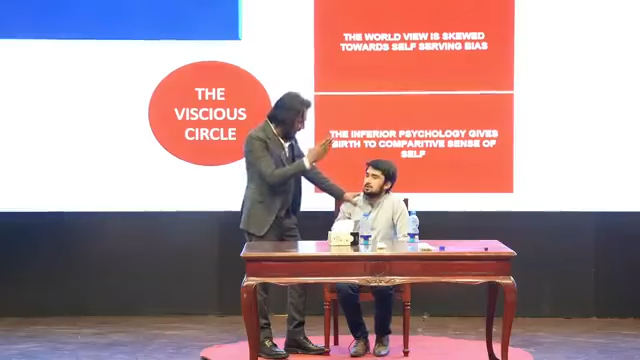 THE WORLD VIEW IS SKEWED
TOWARDS SELF SERVING BIAS
THE
VISCIOUS
CIRCLE
THE INFERIOR PSYCHOLOGY GIVES
BIRTH TO COMPARITIVE SENSE OF
SELF